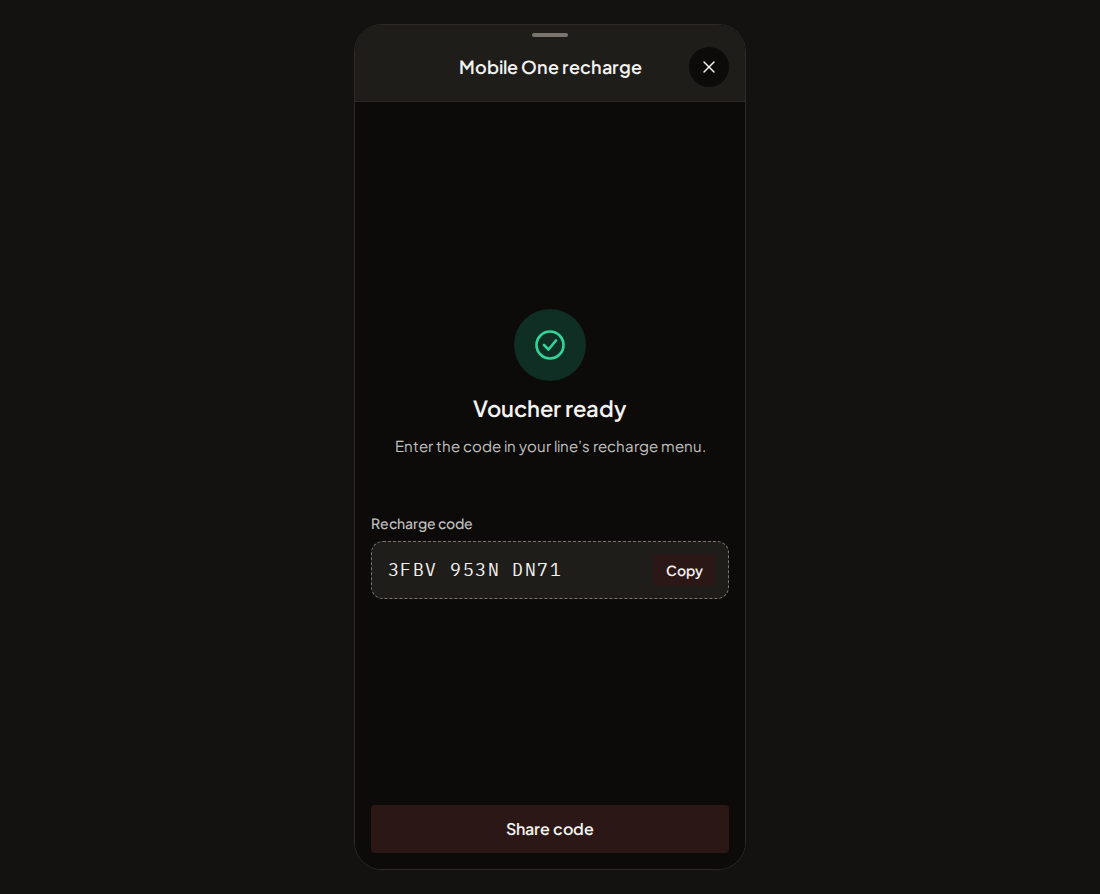 Mobile One recharge
Voucher ready
Enter the code in your line's recharge menu.
Recharge code
3FBV 953N DN71
Copy
Share code